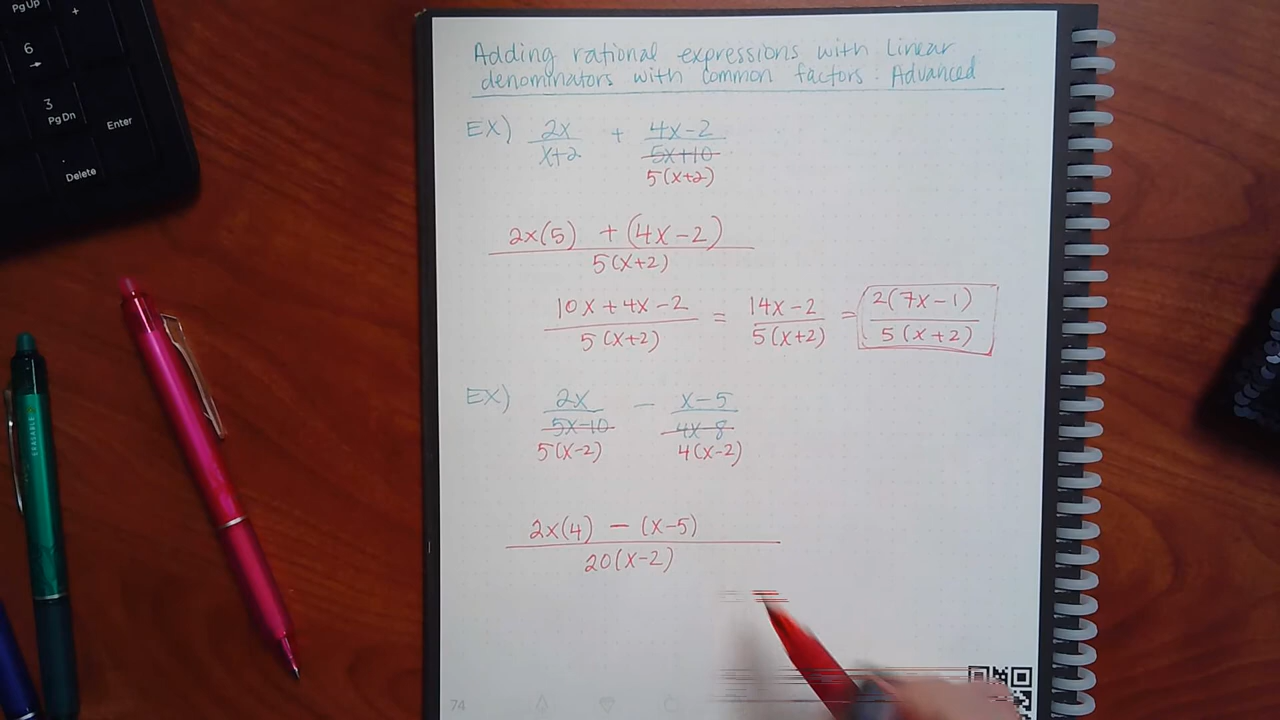 PgUp
+
6
3
PgDn
Enter
.
Delete
ERASABLE
Adding rational expressions with Linear
denominators with common factors: Advanced
EX) 2x/x+2 + 4x-2/5x+10
5(x+2)
2x(5) + (4x-2)
5(x+2)
10x+4x-2/5(x+2) = 14x-2/5(x+2) = 2(7x-1)/5(x+2)
EX) 2x/5x-10 - x-5/4x-8
5(x-2) 4(x-2)
2x(4) - (x-5)
20(x-2)
74